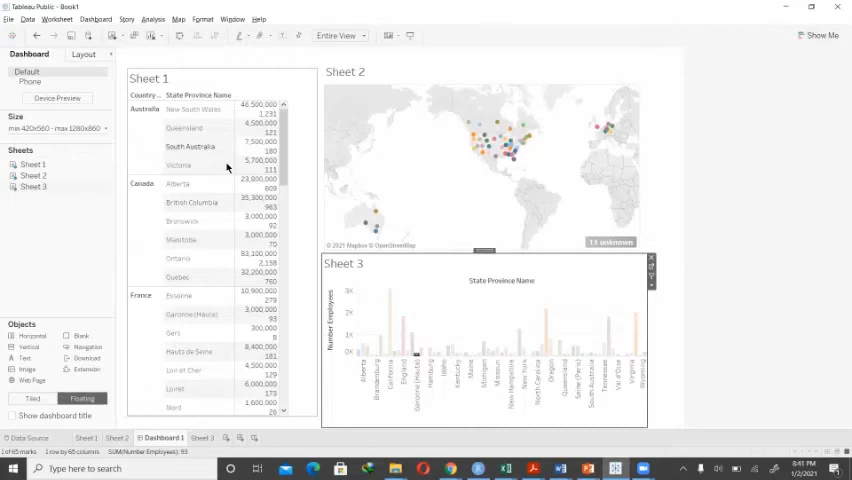 Tableau Public - Book1
File Data Worksheet Dashboard Story Analysis Map Format Window Help
Entire View
Show Me
Dashboard Layout
Default
Phone
Device Preview
Size
min 420x560 - max 1280x860
Sheets
Sheet 1
Sheet 2
Sheet 3
Objects
Horizontal Blank
Vertical Navigation
Text Download
Image Extension
Web Page
Tiled Floating
Show dashboard title
Sheet 1
Country .. State Province Name
Australia New South Wales 46,500,000
1,231
Queensland 4,500,000
121
South Australia 7,500,000
180
Victoria 5,700,000
111
Canada Alberta 23,800,000
609
British Columbia 35,300,000
963
Brunswick 3,000,000
92
Manitoba 3,000,000
70
Ontario 83,100,000
2,158
Quebec 32,200,000
760
France Essonne 10,900,000
279
Garonne (Haute) 3,000,000
93
Gers 300,000
8
Hauts de Seine 8,400,000
181
Loir et Cher 4,500,000
129
Loiret 6,000,000
173
Nord 1,600,000
26
Sheet 2
© 2021 Mapbox © OpenStreetMap
13 unknown
Sheet 3
State Province Name
Number Employees
3K
2K
1K
0K
Alberta
Brandenburg
California
England
Garonne (Haute)
Hamburg
Idaho
Kentucky
Maine
Michigan
Missouri
New Hampshire
New York
North Carolina
Oregon
Queensland
Seine (Paris)
South Australia
Tennessee
Val d'Oise
Virginia
Wyoming
Data Source Sheet 1 Sheet 2 Dashboard 1 Sheet 3
1 of 65 marks 1 row by 65 columns SUM(Number Employees): 93
Type here to search
8:41 PM
1/2/2021